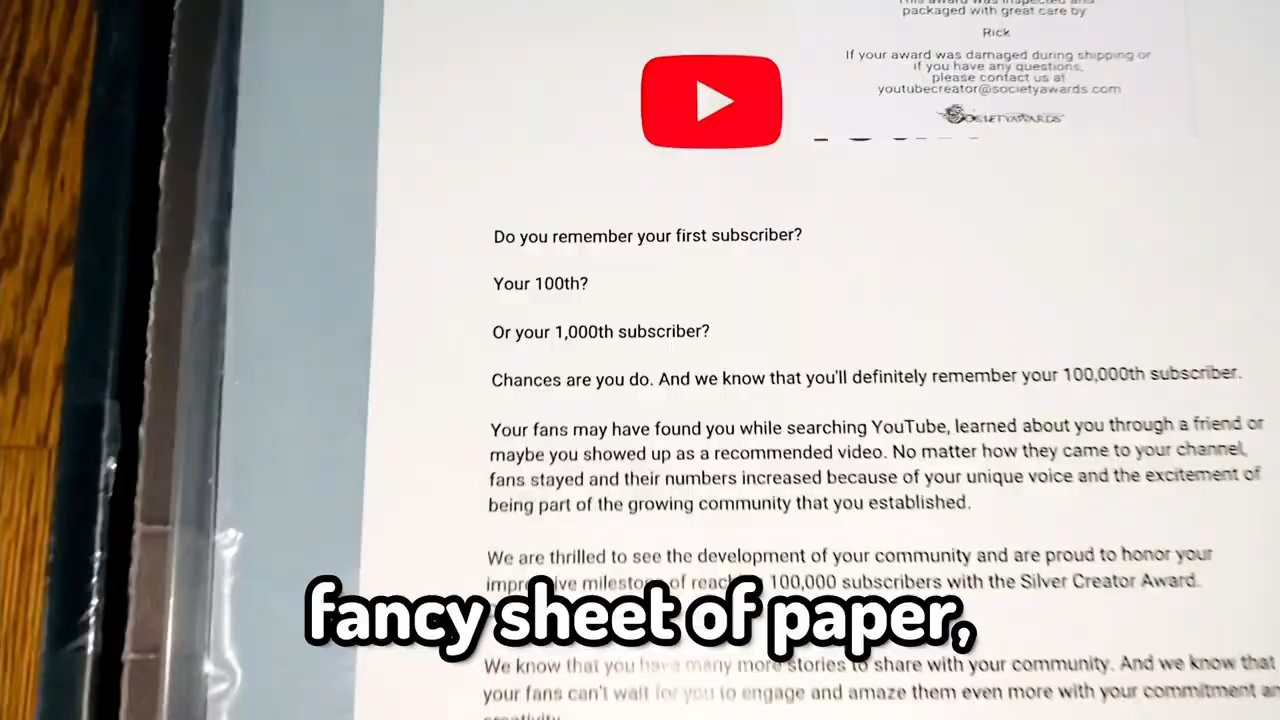 packaged with great care by
Rick
If your award was damaged during shipping or
if you have any questions,
please contact us at
youtubecreator@societyawards.com
SOCIETYAWARDS
Do you remember your first subscriber?
Your 100th?
Or your 1,000th subscriber?
Chances are you do. And we know that you'll definitely remember your 100,000th subscriber.
Your fans may have found you while searching YouTube, learned about you through a friend or
maybe you showed up as a recommended video. No matter how they came to your channel,
fans stayed and their numbers increased because of your unique voice and the excitement of
being part of the growing community that you established.
We are thrilled to see the development of your community and are proud to honor your
of 100,000 subscribers with the Silver Creator Award.
fancy sheet of paper,
We know that you have many more stories to share with your community. And we know that
your fans can't wait for you to engage and amaze them even more with your commitment